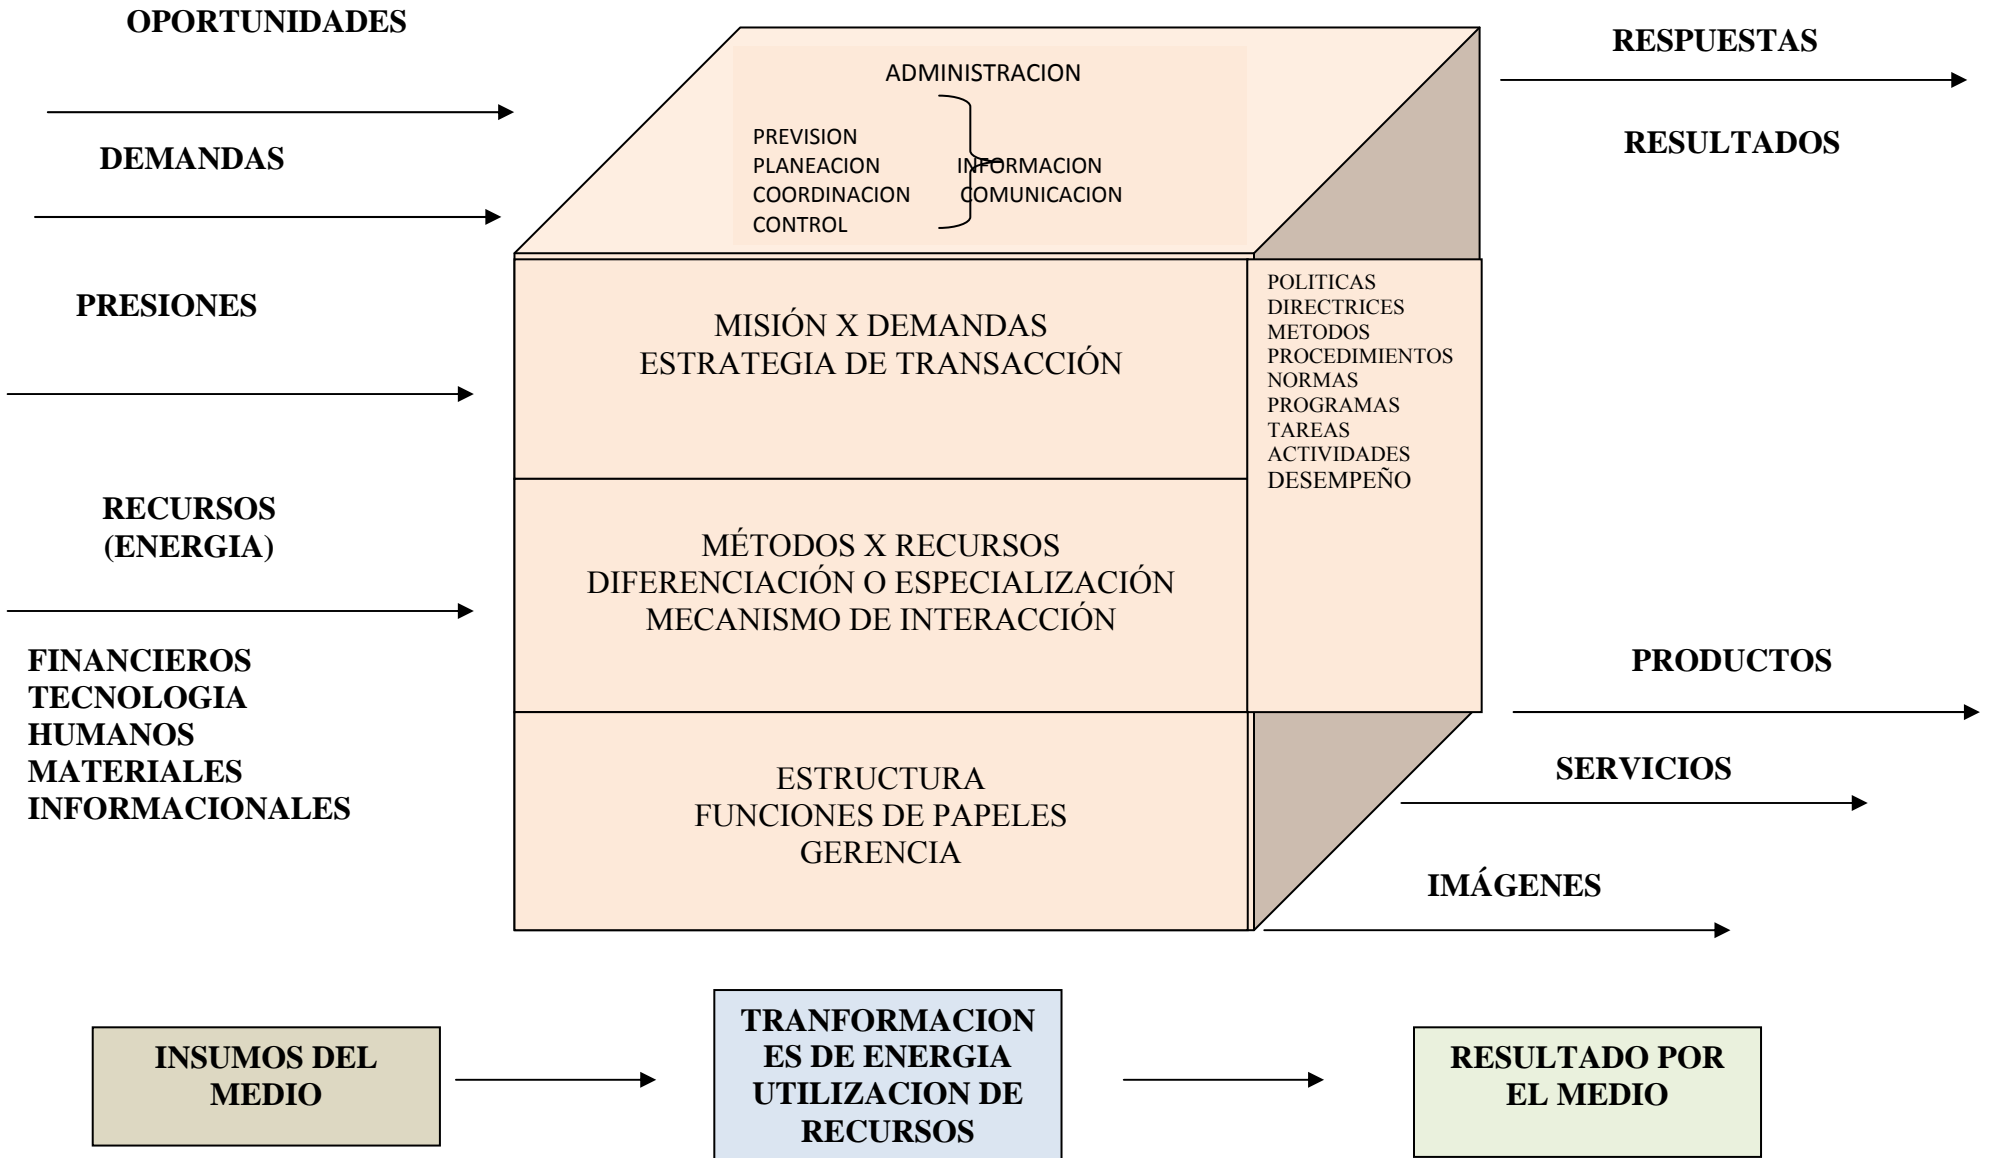 OPORTUNIDADES
DEMANDAS
PRESIONES
RECURSOS
(ENERGIA)
FINANCIEROS
TECNOLOGIA
HUMANOS
MATERIALES
INFORMACIONALES
ADMINISTRACION
PREVISION
PLANEACION INFORMACION
COORDINACION COMUNICACION
CONTROL
MISIÓN X DEMANDAS
ESTRATEGIA DE TRANSACCIÓN
MÉTODOS X RECURSOS
DIFERENCIACIÓN O ESPECIALIZACIÓN
MECANISMO DE INTERACCIÓN
ESTRUCTURA
FUNCIONES DE PAPELES
GERENCIA
POLITICAS
DIRECTRICES
METODOS
PROCEDIMIENTOS
NORMAS
PROGRAMAS
TAREAS
ACTIVIDADES
DESEMPEÑO
RESPUESTAS
RESULTADOS
PRODUCTOS
SERVICIOS
IMÁGENES
INSUMOS DEL
MEDIO
TRANFORMACION
ES DE ENERGIA
UTILIZACION DE
RECURSOS
RESULTADO POR
EL MEDIO